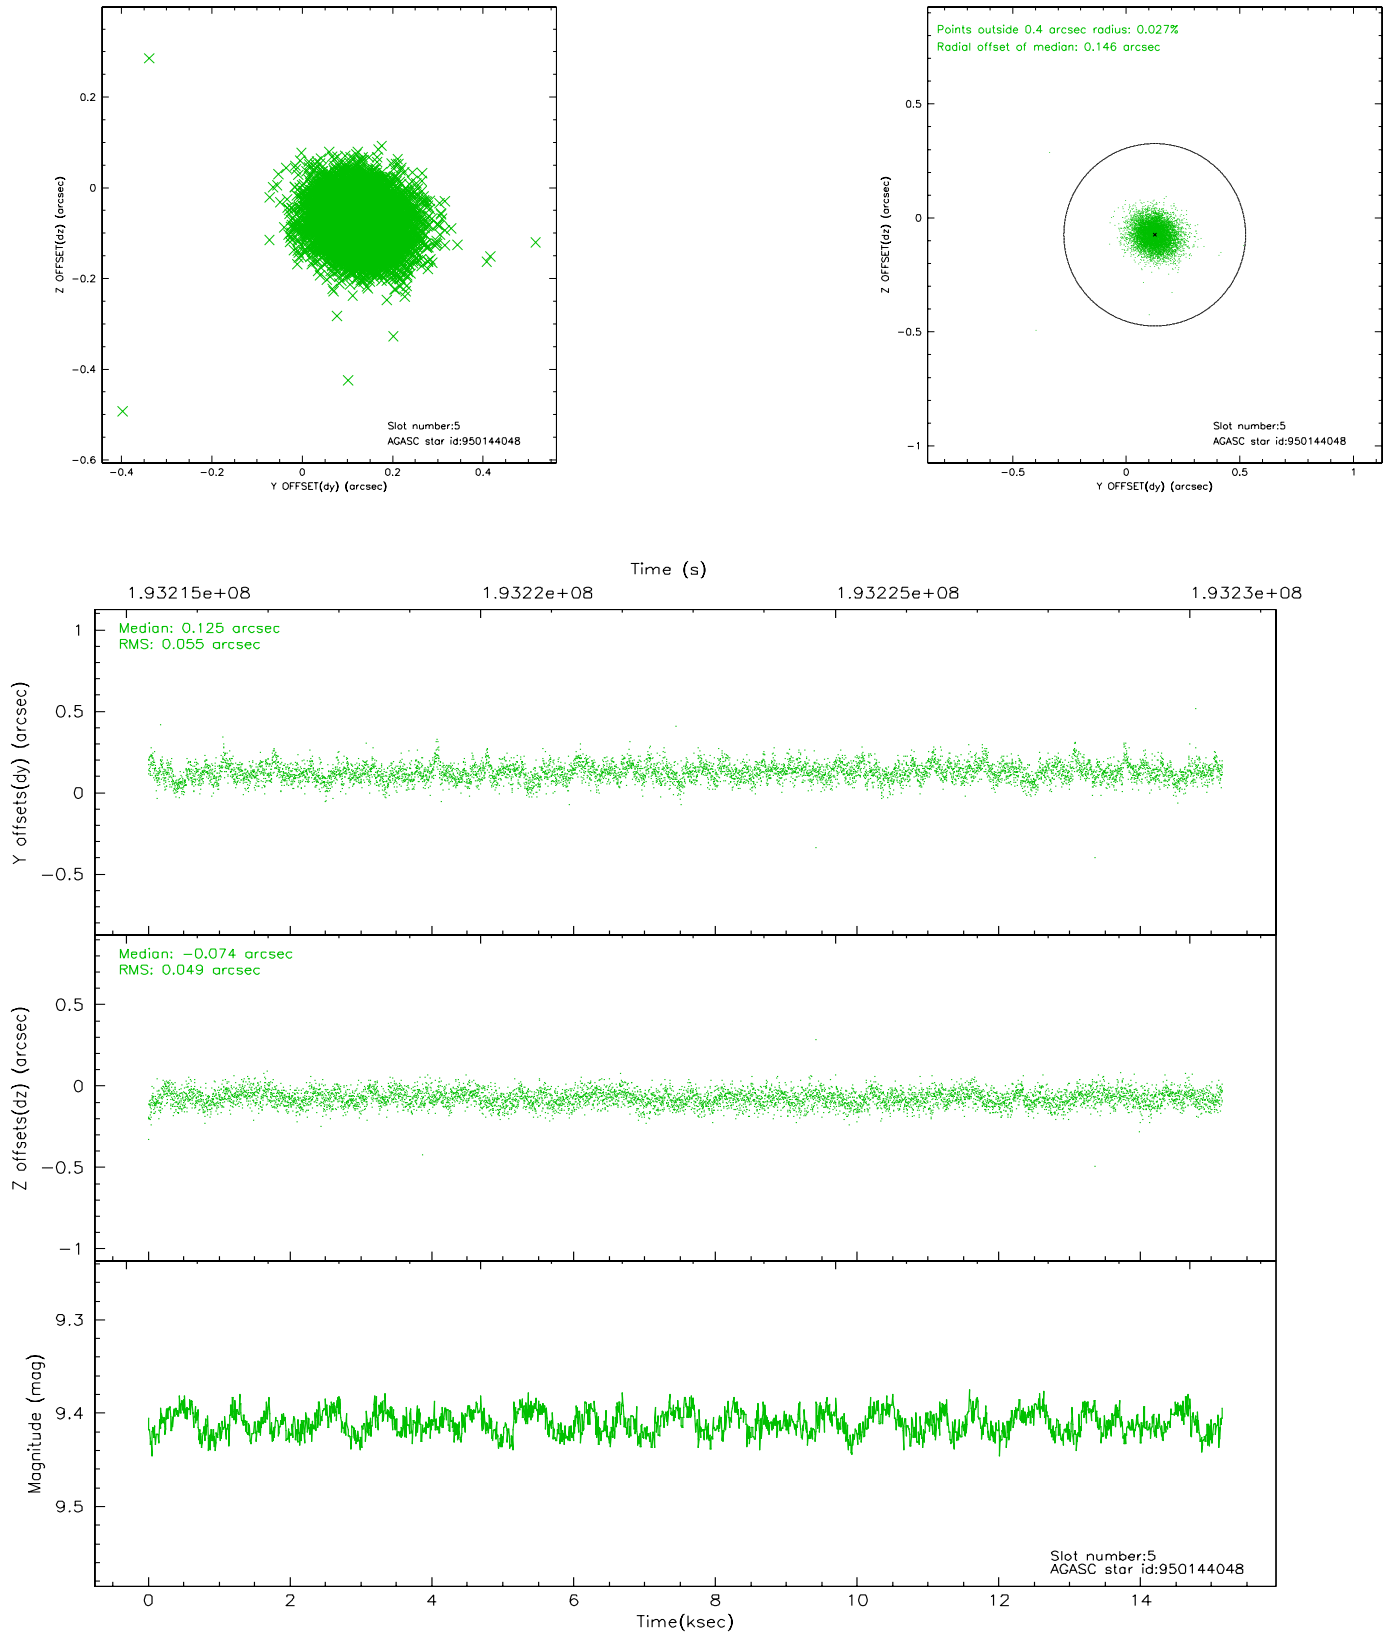 0.2
0
−0.2
−0.4
−0.6
Z OFFSET(dz) (arcsec)
Slot number:5
AGASC star id:950144048
−0.4
−0.2
0
0.2
0.4
Y OFFSET(dy) (arcsec)
Points outside 0.4 arcsec radius: 0.027%
Radial offset of median: 0.146 arcsec
0.5
0
−0.5
−1
Z OFFSET(dz) (arcsec)
Slot number:5
AGASC star id:950144048
−0.5
0
0.5
1
Y OFFSET(dy) (arcsec)
Time (s)
1.93215e+08
1.9322e+08
1.93225e+08
1.9323e+08
Median: 0.125 arcsec
RMS: 0.055 arcsec
1
0.5
0
−0.5
Y offsets(dy) (arcsec)
Median: −0.074 arcsec
RMS: 0.049 arcsec
0.5
0
−0.5
−1
Z offsets(dz) (arcsec)
9.3
9.4
9.5
Magnitude (mag)
Slot number:5
AGASC star id:950144048
0
2
4
6
8
10
12
14
Time(ksec)